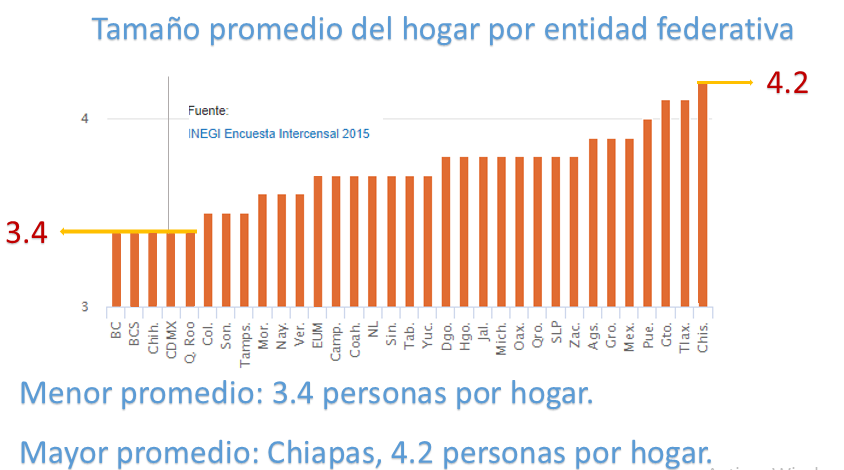 Tamaño promedio del hogar por entidad federativa
4.2
Fuente:
4
INEGI Encuesta Intercensal 2015
3.4
3
BC BCS Chih. CDMX Q. Roo Col. Son. Tamps. Mor. Nay. Ver. EUM Camp. Coah. NL Sin. Tab. Yuc. Dgo. Hgo. Jal. Mich. Oax. Qro. SLP Zac. Ags. Gro. Mex. Pue. Gto. Tlax. Chis.
Menor promedio: 3.4 personas por hogar.
Mayor promedio: Chiapas, 4.2 personas por hogar.